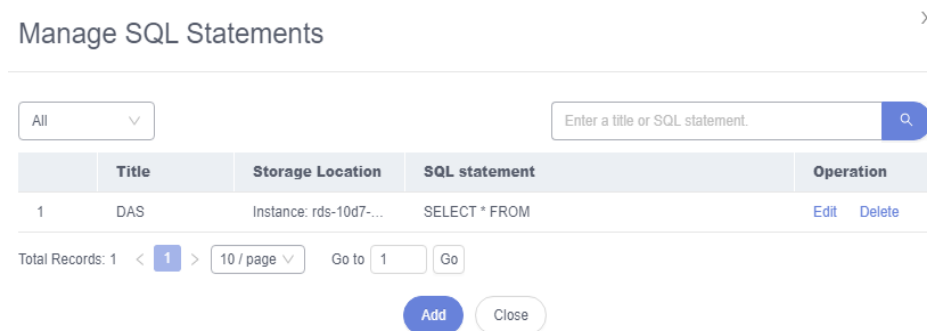 Manage SQL Statements
All
Enter a title or SQL statement.
Title Storage Location SQL statement Operation
1 DAS Instance: rds-10d7-... SELECT * FROM Edit Delete
Total Records: 1 < 1 > 10 / page Go to 1 Go
Add Close